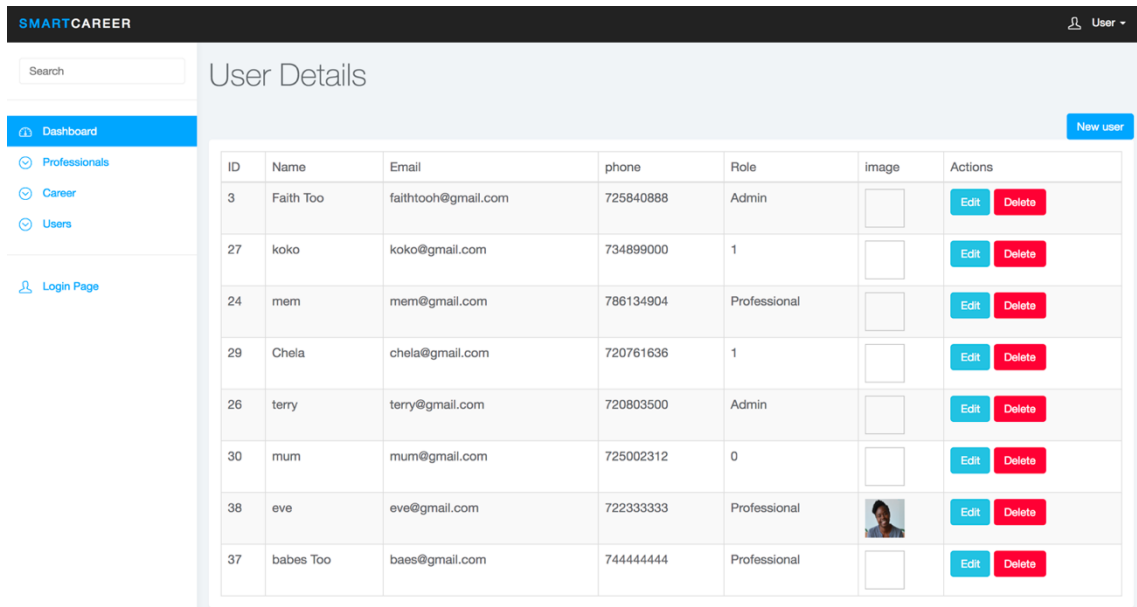 SMARTCAREER User
Search
User Details
New user
Dashboard
Professionals
Career
Users
Login Page
ID Name Email phone Role image Actions
3 Faith Too faithtooh@gmail.com 725840888 Admin Edit Delete
27 koko koko@gmail.com 734899000 1 Edit Delete
24 mem mem@gmail.com 786134904 Professional Edit Delete
29 Chela chela@gmail.com 720761636 1 Edit Delete
26 terry terry@gmail.com 720803500 Admin Edit Delete
30 mum mum@gmail.com 725002312 0 Edit Delete
38 eve eve@gmail.com 722333333 Professional Edit Delete
37 babes Too baes@gmail.com 744444444 Professional Edit Delete